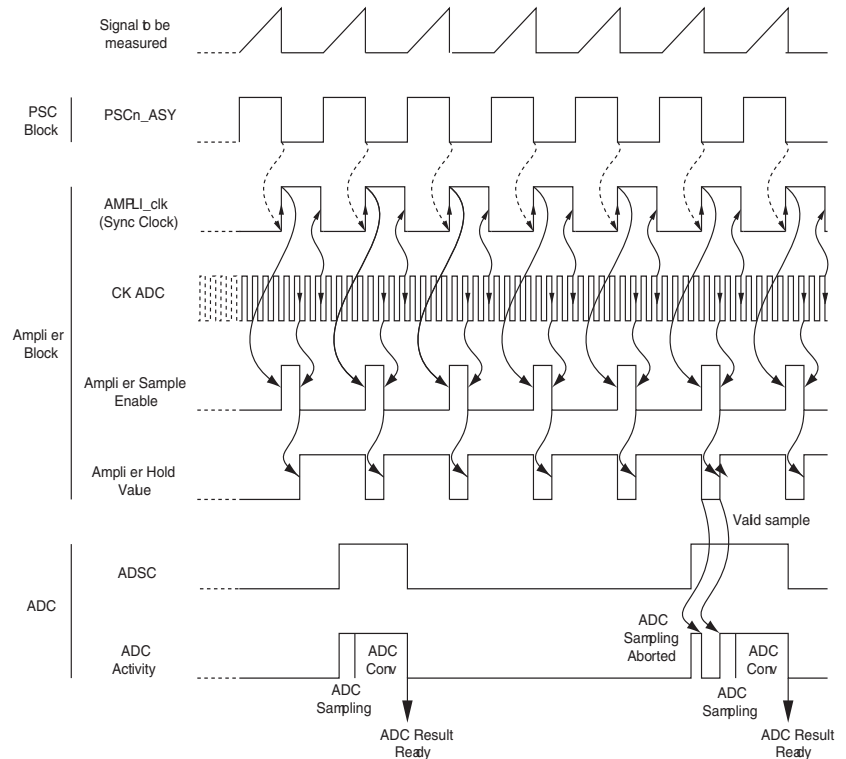 Signal to be
measured
PSC
Block
PSCn_ASY
AMPLI_clk
(Sync Clock)
CK ADC
Ampli er
Block
Ampli er Sample
Enable
Ampli er Hold
Value
Valid sample
ADSC
ADC
ADC
Sampling
Aborted
ADC
Activity
ADC
Conv
ADC
Conv
ADC
Sampling
ADC
Sampling
ADC Result
Ready
ADC Result
Ready